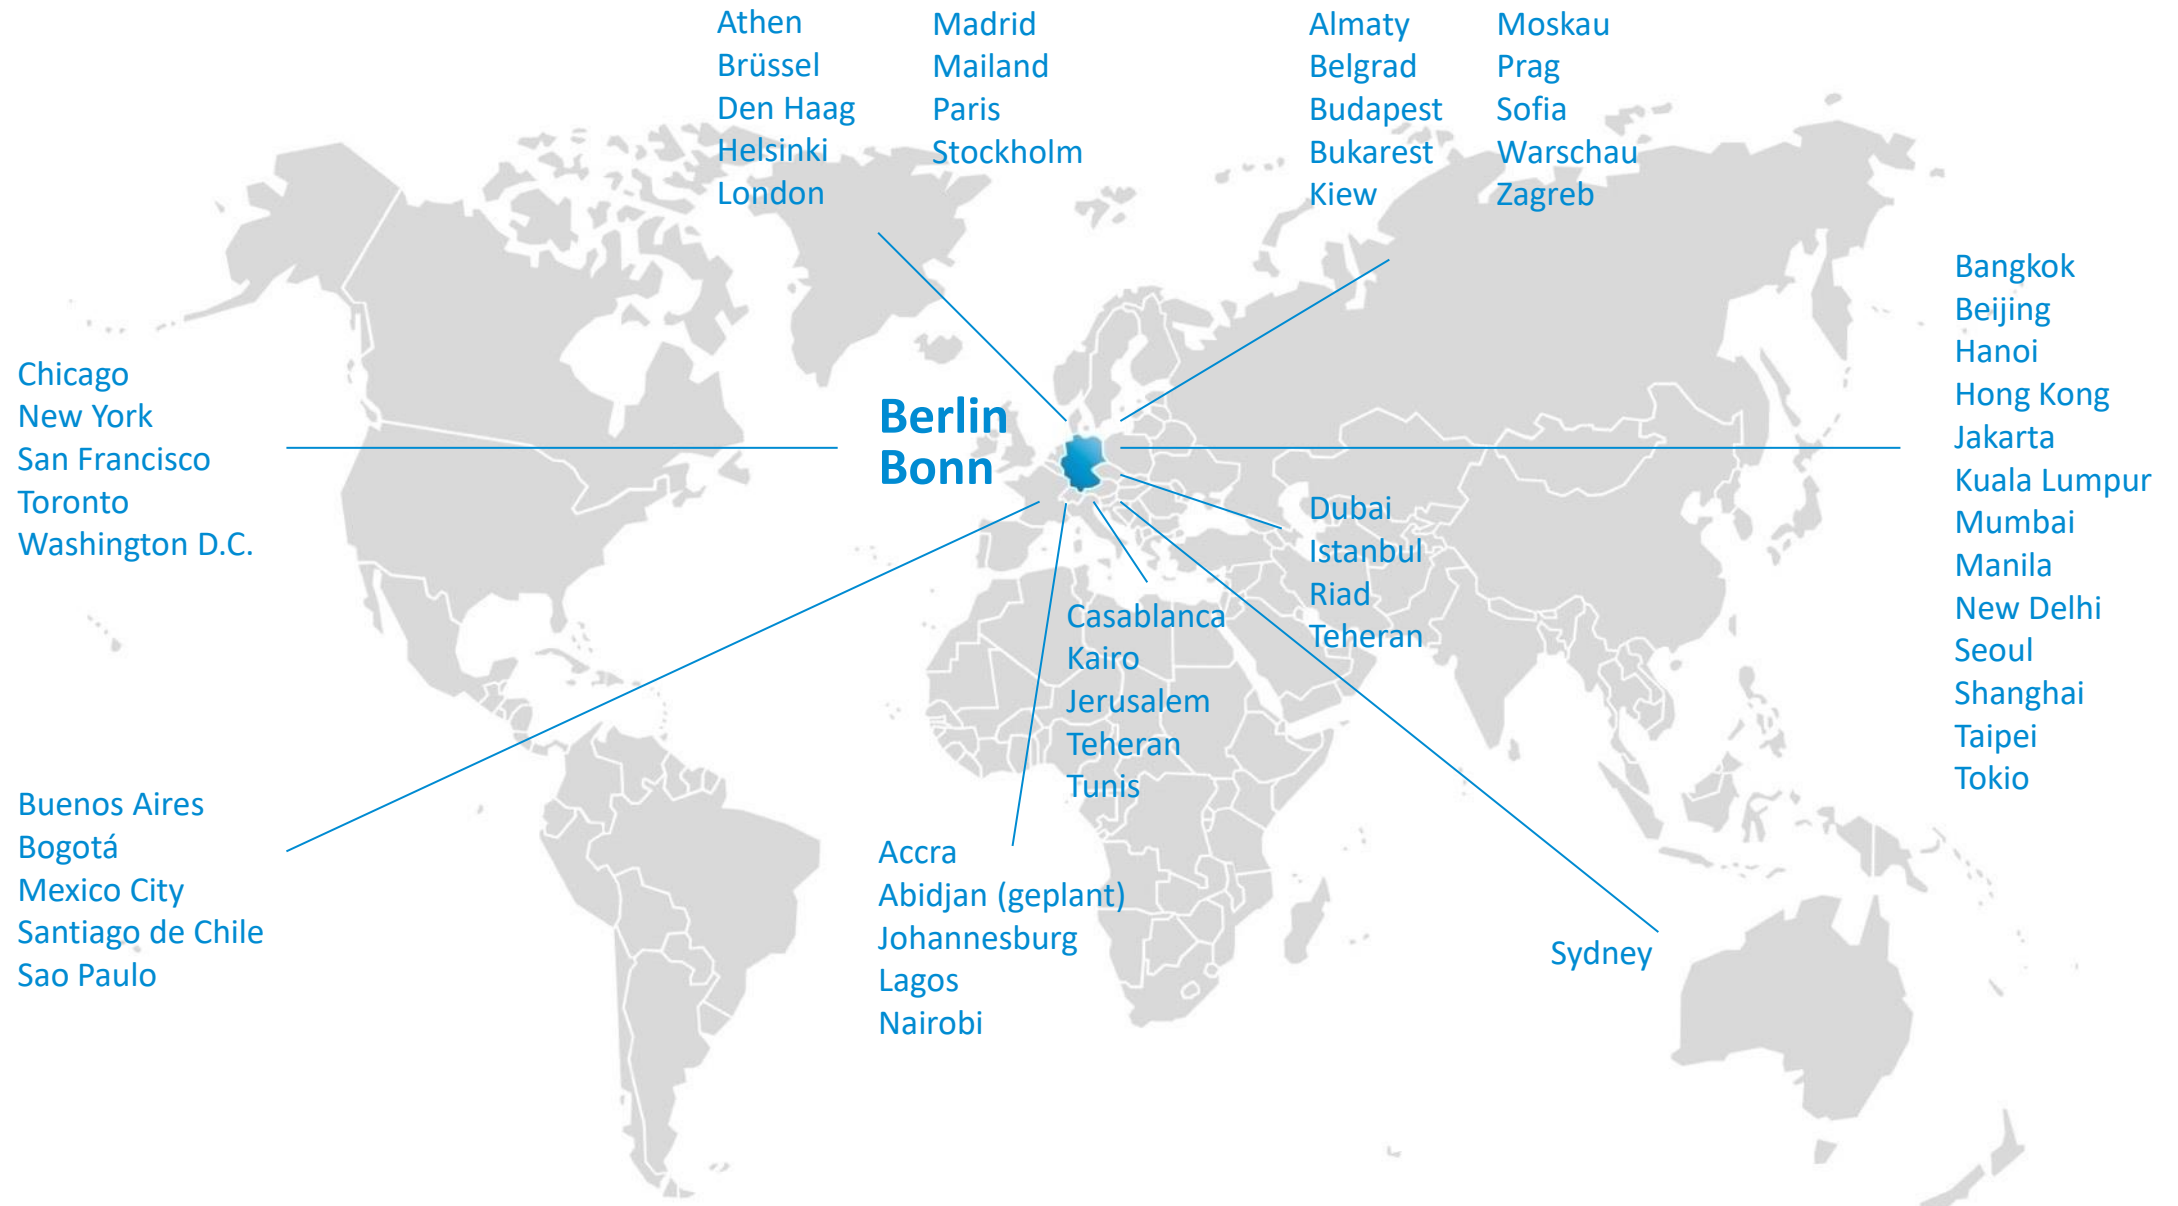 Athen
Brüssel
Den Haag
Helsinki
London
Madrid
Mailand
Paris
Stockholm
Almaty
Belgrad
Budapest
Bukarest
Kiew
Moskau
Prag
Sofia
Warschau
Zagreb
Chicago
New York
San Francisco
Toronto
Washington D.C.
Berlin
Bonn
Bangkok
Beijing
Hanoi
Hong Kong
Jakarta
Kuala Lumpur
Mumbai
Manila
New Delhi
Seoul
Shanghai
Taipei
Tokio
Dubai
Istanbul
Riad
Teheran
Casablanca
Kairo
Jerusalem
Teheran
Tunis
Buenos Aires
Bogotá
Mexico City
Santiago de Chile
Sao Paulo
Accra
Abidjan (geplant)
Johannesburg
Lagos
Nairobi
Sydney